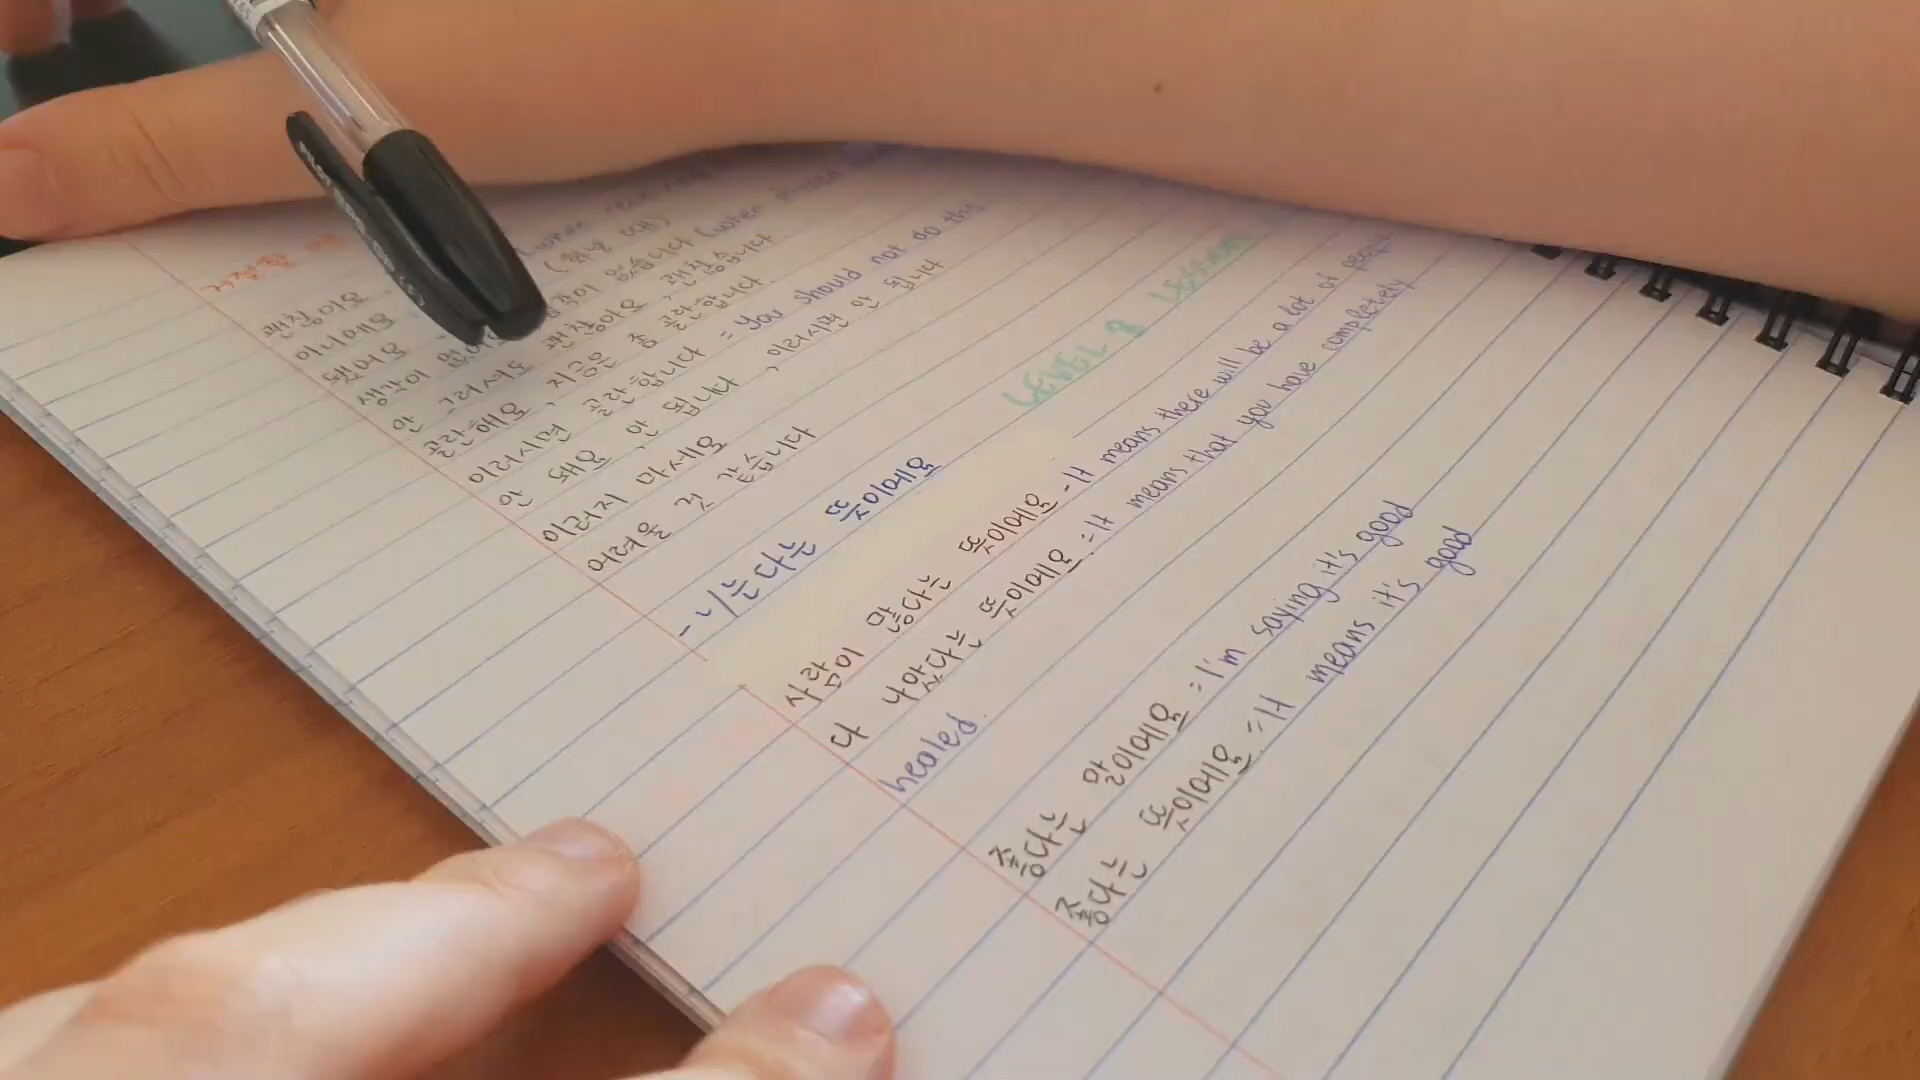 괜찮아요
아니에요
됐어요
생각이 없습니다 (when
안 그러셔도 괜찮아요, 괜찮습니다
곤란해요, 지금은 좀 곤란합니다
이러시면 곤란합니다 = You should not do this
안 돼요, 안 됩니다, 이러시면 안 됩니다
이러지 마세요
어려울 것 같습니다
LEVEL 8 LESSON
-ㄴ/는다는 뜻이에요
사람이 많다는 뜻이에요 - It means there will be a lot of people
다 나았다는 뜻이에요 = It means that you have completely
healed.
좋다는 말이에요 = I'm saying it's good
좋다는 뜻이에요 = It means it's good
PILOT